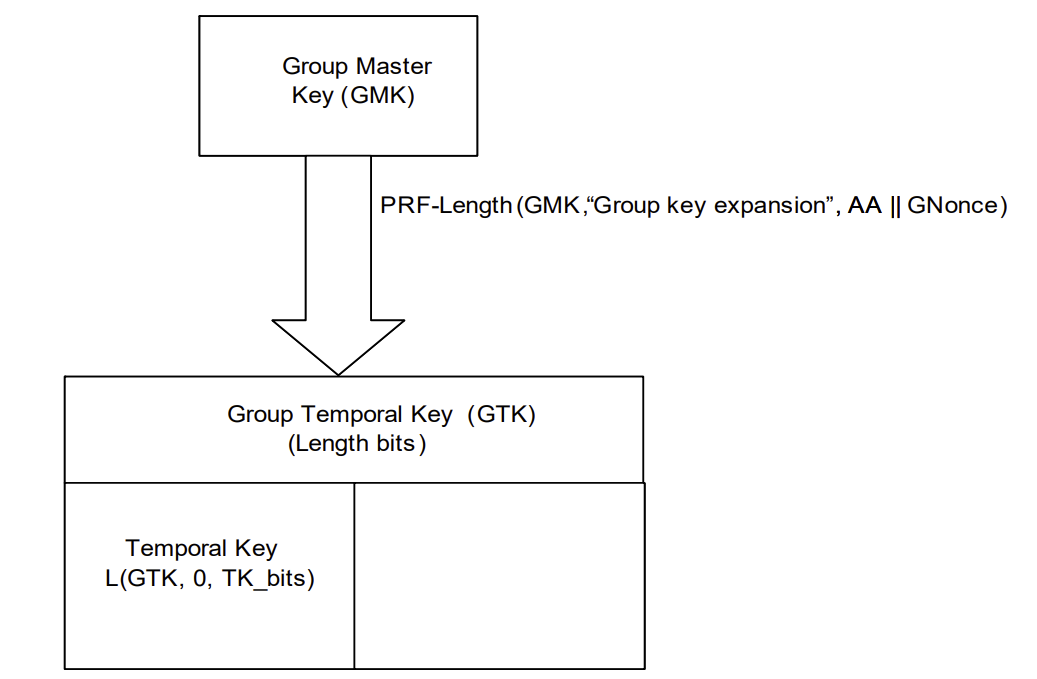 Group Master
Key (GMK)
PRF-Length(GMK,“Group key expansion”, AA || GNonce)
Group Temporal Key (GTK)
(Length bits)
Temporal Key
L(GTK, 0, TK_bits)